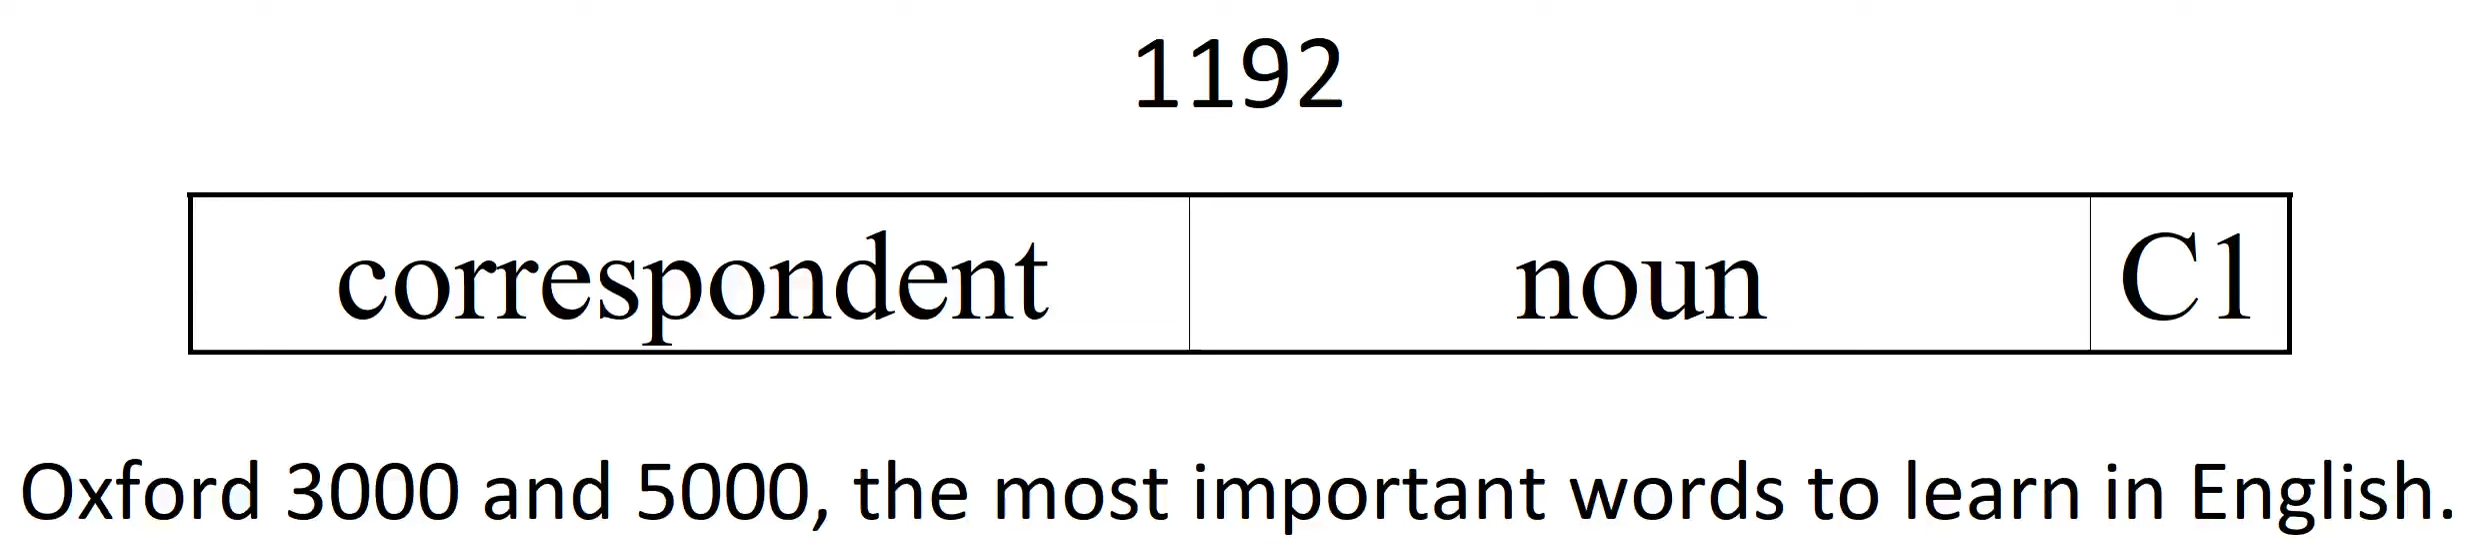 1192
correspondent noun C1
Oxford 3000 and 5000, the most important words to learn in English.